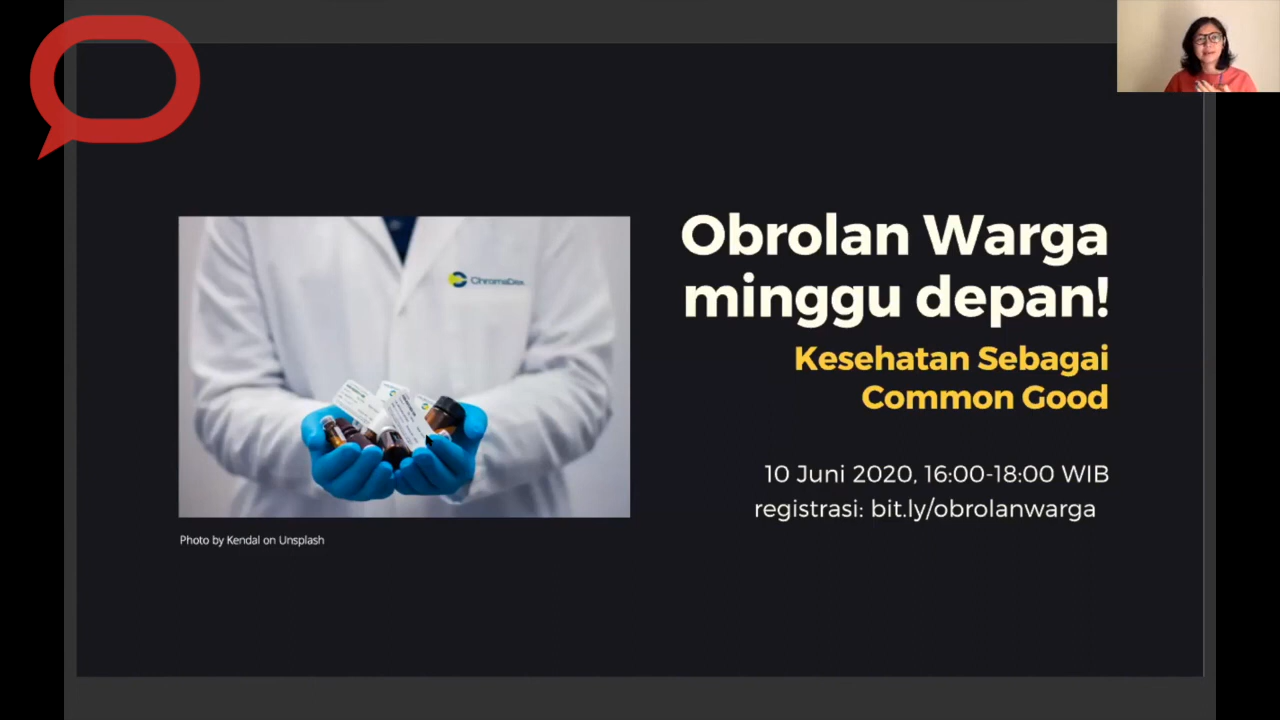 ChromaDex
Obrolan Warga
minggu depan!
Kesehatan Sebagai
Common Good
10 Juni 2020, 16:00-18:00 WIB
registrasi: bit.ly/obrolanwarga
Photo by Kendal on Unsplash